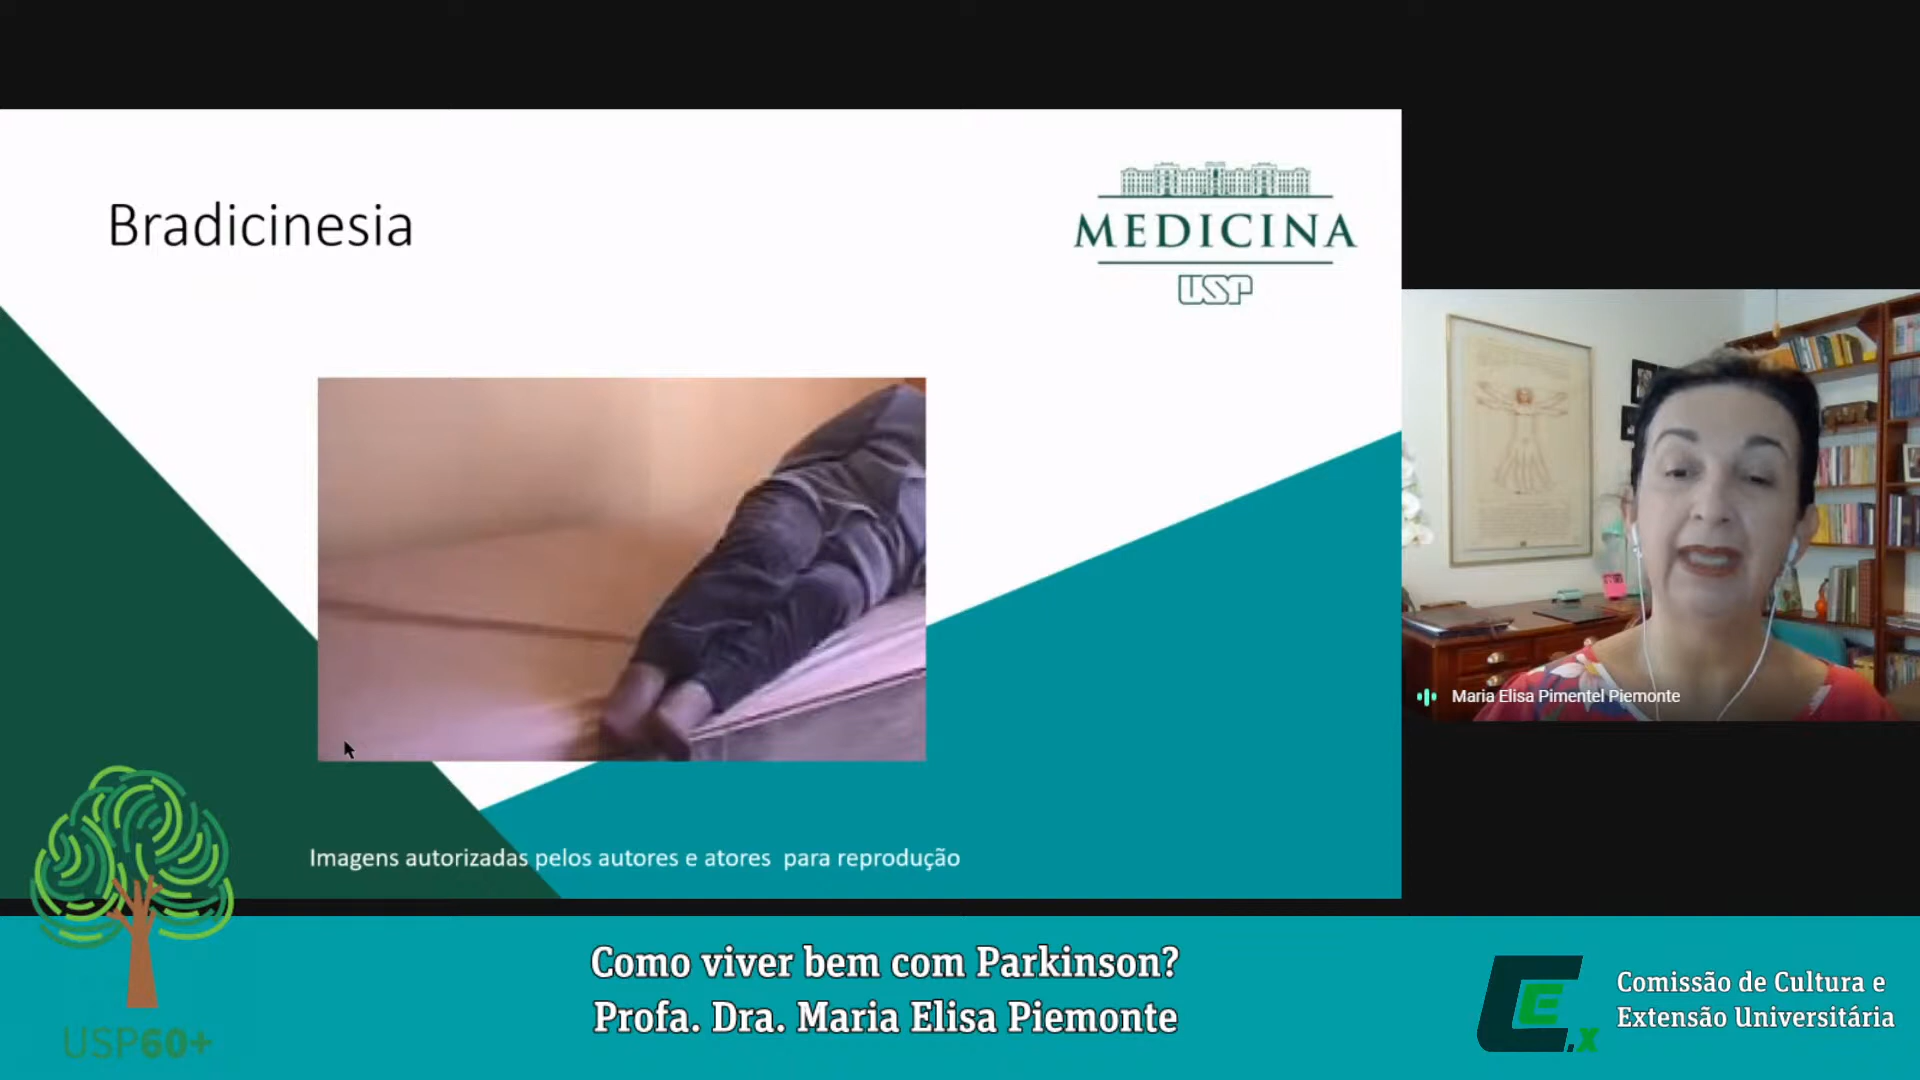 Bradicinesia
MEDICINA
USP
Maria Elisa Pimentel Piemonte
Imagens autorizadas pelos autores e atores para reprodução
USP60+
Como viver bem com Parkinson?
Profa. Dra. Maria Elisa Piemonte
CE.x
Comissão de Cultura e
Extensão Universitária